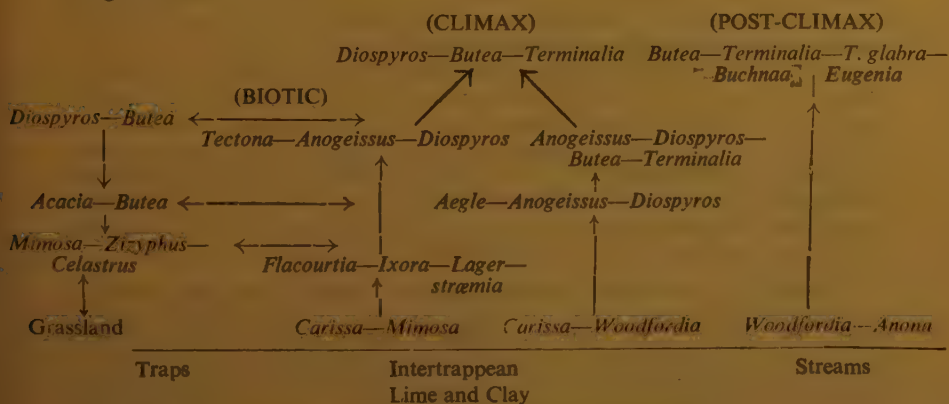 (CLIMAX) (POST-CLIMAX)
Diospyros—Butea—Terminalia Butea—Terminalia—T. glabra—
Buchnaa Eugenia
(BIOTIC)
Diospyros—Butea
Tectona—Anogeissus—Diospyros Anogeissus—Diospyros—
Butea—Terminalia
Acacia—Butea Aegle—Anogeissus—Diospyros
Mimosa—Zizyphus—
Celastrus Flacourtia—Ixora—Lager—
stræmia
Grassland Carissa—Mimosa Carissa—Woodfordia Woodfordia—Anona
Traps Intertrappean Streams
Lime and Clay